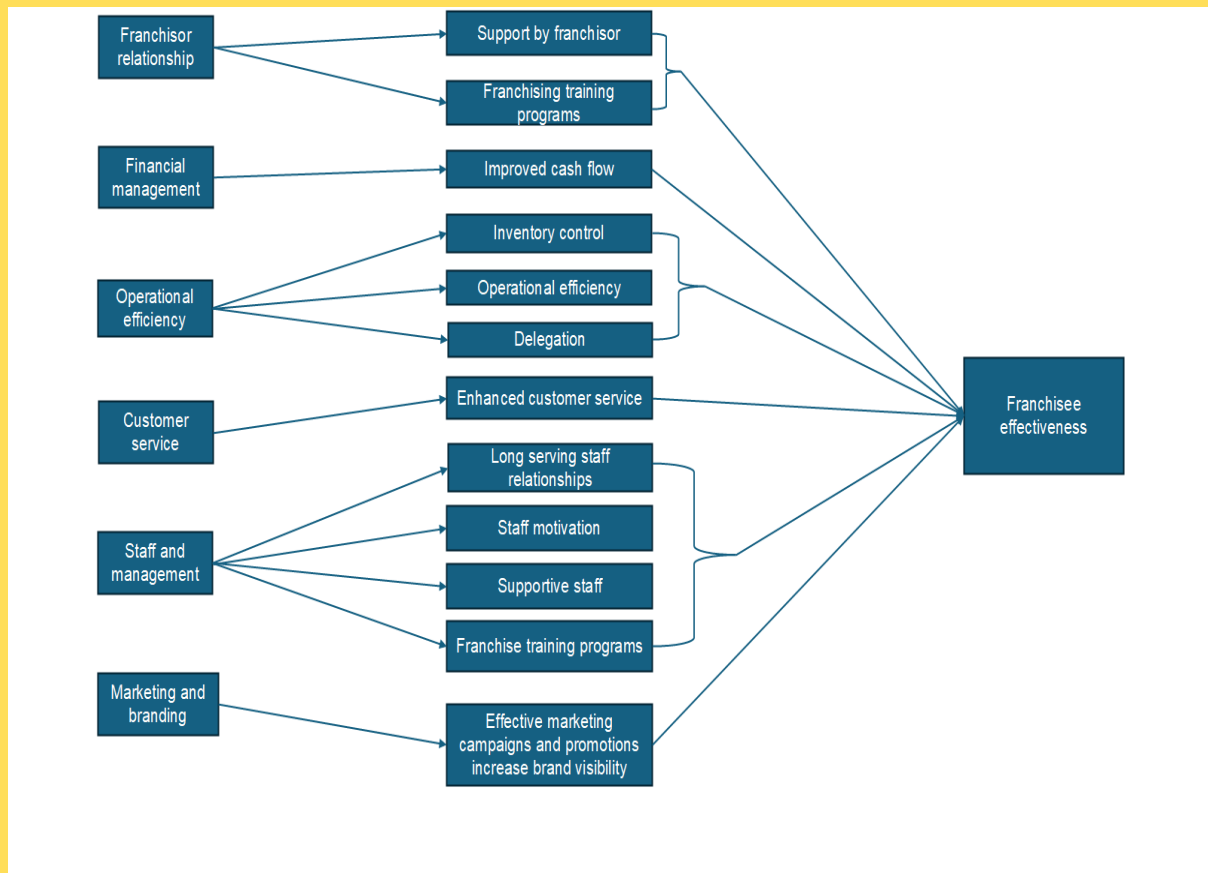 Franchisor
relationship
Support by franchisor
Franchising training
programs
Financial
management
Improved cash flow
Operational
efficiency
Inventory control
Operational efficiency
Delegation
Customer
service
Enhanced customer service
Staff and
management
Long serving staff
relationships
Staff motivation
Supportive staff
Franchise training programs
Marketing and
branding
Effective marketing
campaigns and promotions
increase brand visibility
Franchisee
effectiveness